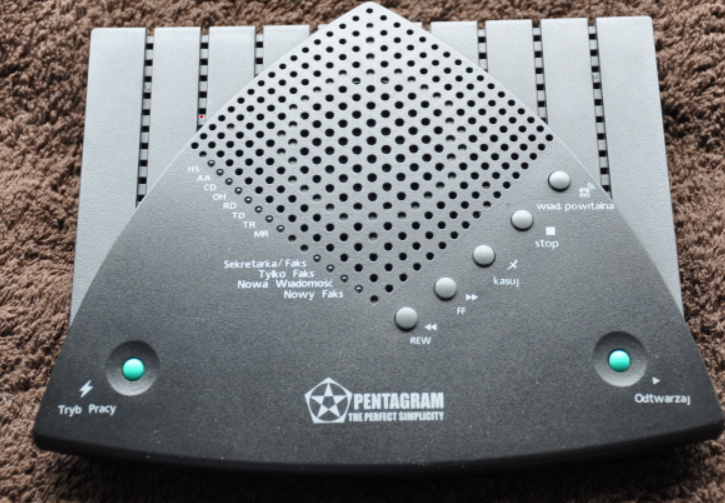 HS
AA
CD
OH
RD
TD
TR
MR
Sekretarka/Faks
Tylko Faks
Nowa Wiadomość
Nowy Faks
wiad powitalna
stop
kasuj
FF
REW
Tryb Pracy
Odtwarzaj
PENTAGRAM
THE PERFECT SIMPLICITY